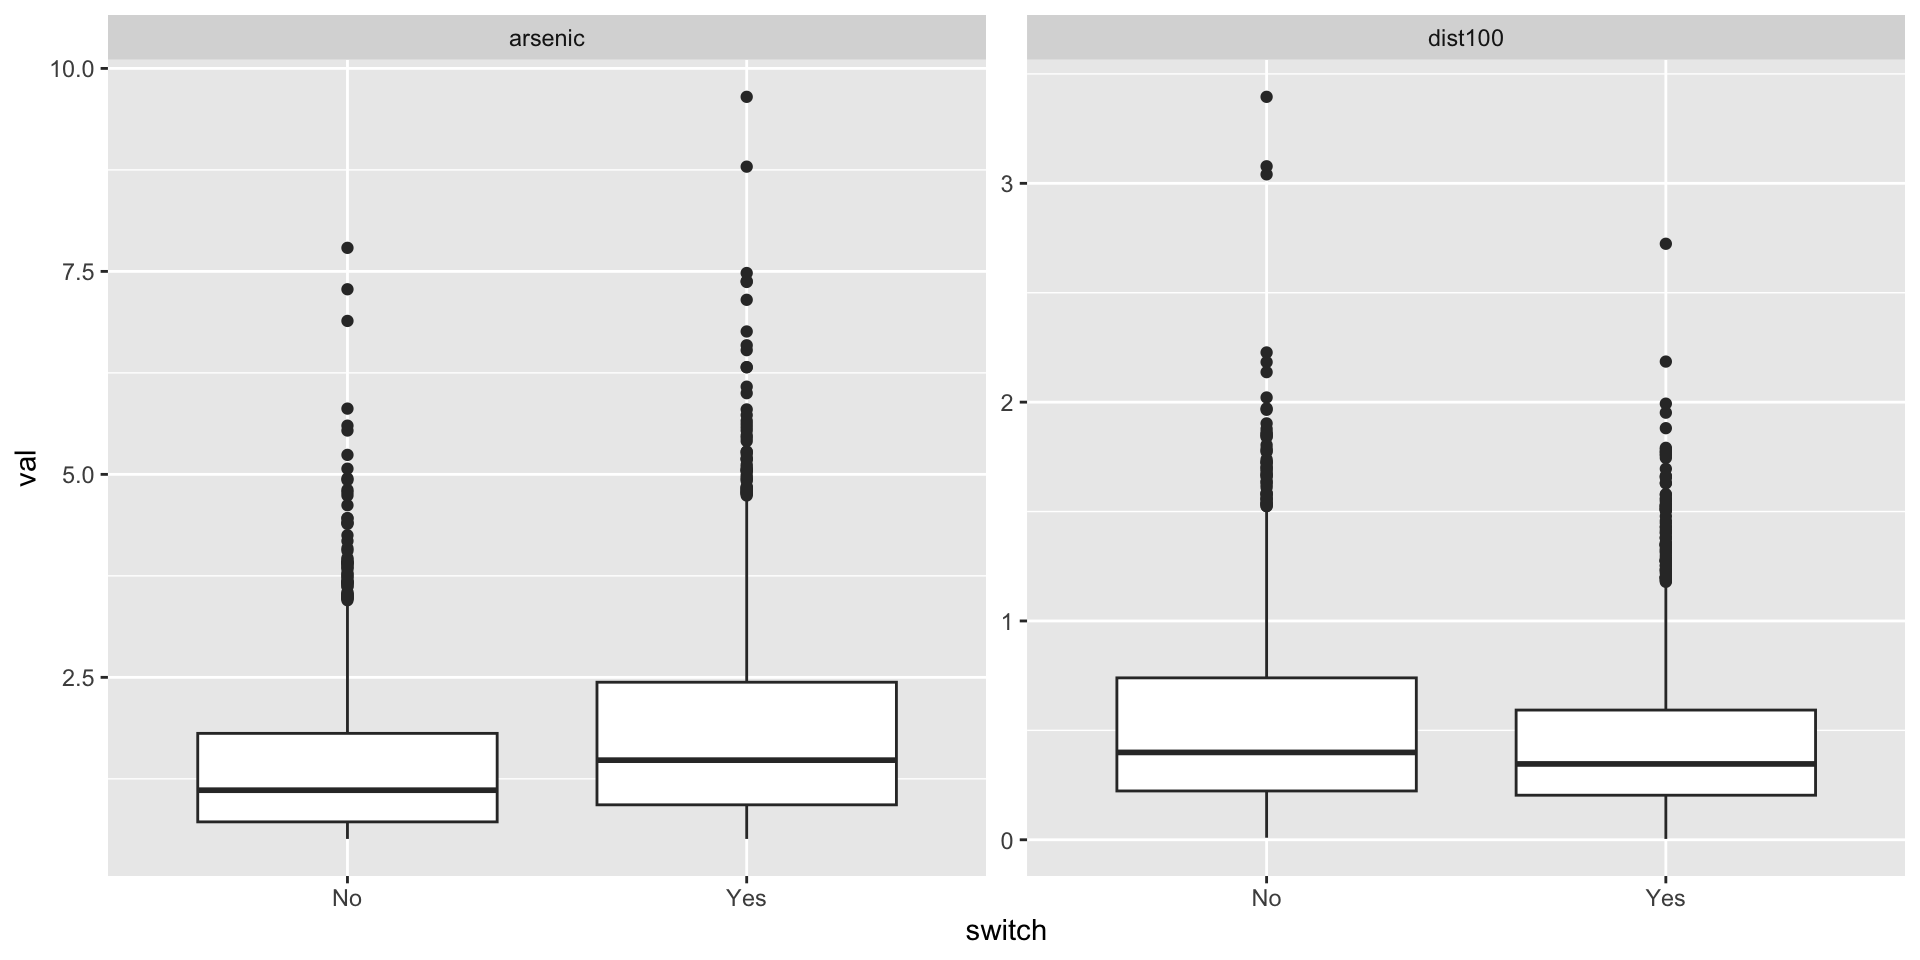 arsenic
dist100
10.0
7.5
5.0
2.5
val
3
2
1
0
No
Yes
No
Yes
switch